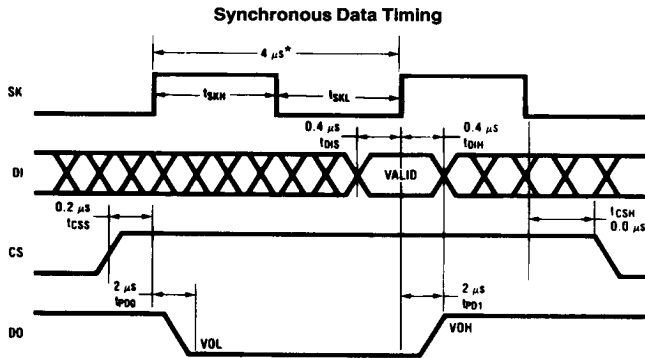 Synchronous Data Timing
4 μs*
SK
tSKH
tSKL
0.4 μs
tDIS
0.4 μs
tDIH
DI
VALID
0.2 μs
tCSS
tCSH
0.0 μs
CS
2 μs
tPD0
2 μs
tPD1
DO
VOL
VOH